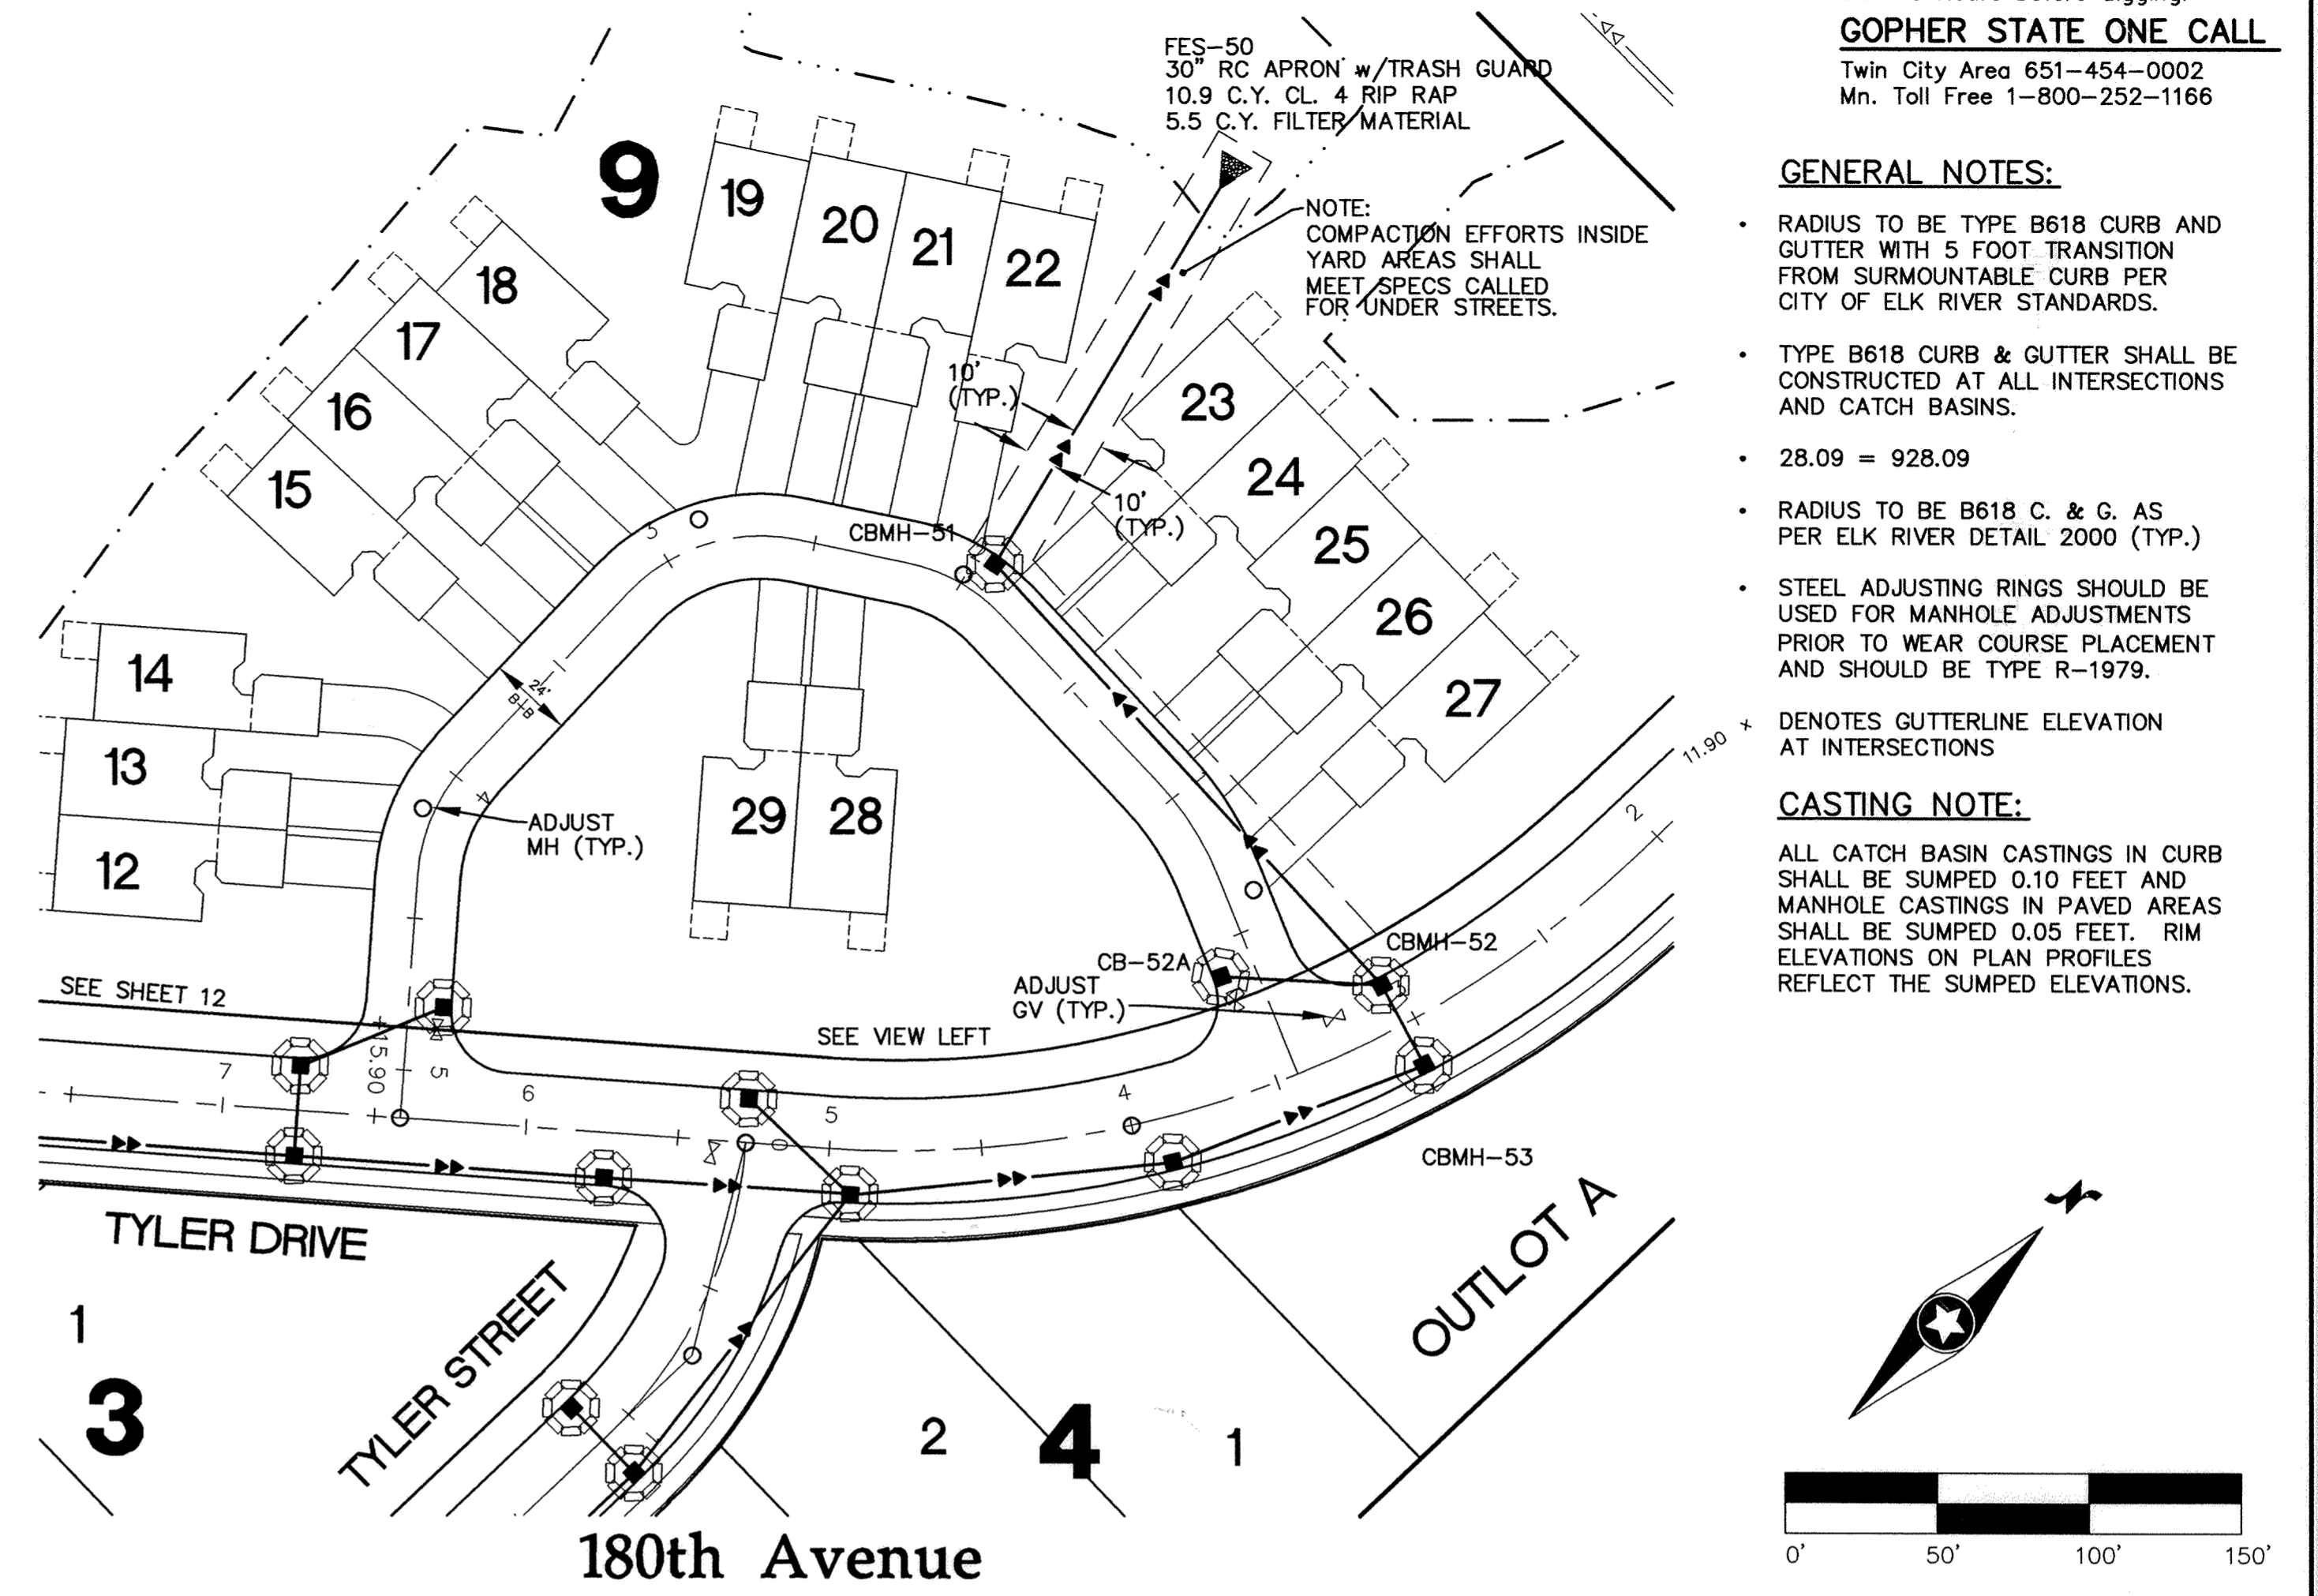 GOPHER STATE ONE CALL
Twin City Area 651-454-0002
Mn. Toll Free 1-800-252-1166
FES-50
30" RC APRON w/TRASH GUARD
10.9 C.Y. CL. 4 RIP RAP
5.5 C.Y. FILTER MATERIAL
NOTE:
COMPACTION EFFORTS INSIDE
YARD AREAS SHALL
MEET SPECS CALLED
FOR UNDER STREETS.
9
19
20
21
22
18
17
16
15
10'
(TYP.)
23
24
25
26
27
10'
(TYP.)
CBMH-51
5
24'
B-B
14
13
12
4
ADJUST
MH (TYP.)
29
28
CBMH-52
CB-52A
ADJUST
GV (TYP.)
SEE SHEET 12
SEE VIEW LEFT
11.90 x
2
15.90
7
5
6
5
4
0
CBMH-53
TYLER DRIVE
TYLER STREET
OUTLOT A
1
3
2
4
1
180th Avenue
GENERAL NOTES:
• RADIUS TO BE TYPE B618 CURB AND
GUTTER WITH 5 FOOT TRANSITION
FROM SURMOUNTABLE CURB PER
CITY OF ELK RIVER STANDARDS.
• TYPE B618 CURB & GUTTER SHALL BE
CONSTRUCTED AT ALL INTERSECTIONS
AND CATCH BASINS.
• 28.09 = 928.09
• RADIUS TO BE B618 C. & G. AS
PER ELK RIVER DETAIL 2000 (TYP.)
• STEEL ADJUSTING RINGS SHOULD BE
USED FOR MANHOLE ADJUSTMENTS
PRIOR TO WEAR COURSE PLACEMENT
AND SHOULD BE TYPE R-1979.
DENOTES GUTTERLINE ELEVATION
AT INTERSECTIONS
CASTING NOTE:
ALL CATCH BASIN CASTINGS IN CURB
SHALL BE SUMPED 0.10 FEET AND
MANHOLE CASTINGS IN PAVED AREAS
SHALL BE SUMPED 0.05 FEET. RIM
ELEVATIONS ON PLAN PROFILES
REFLECT THE SUMPED ELEVATIONS.
N
0' 50' 100' 150'